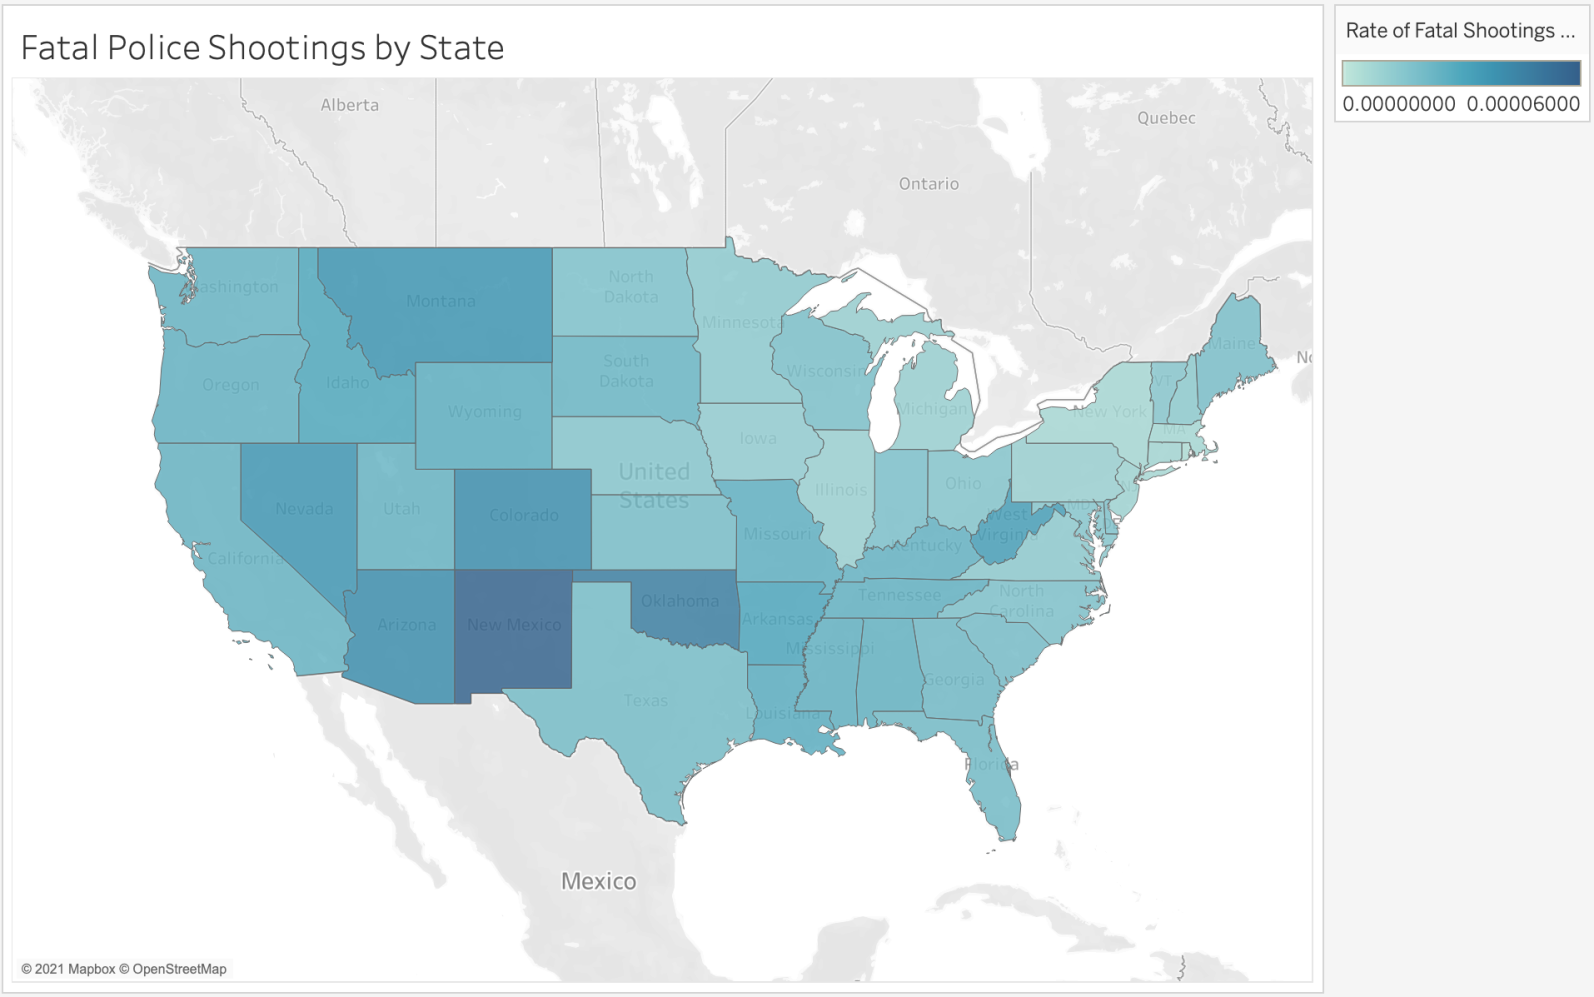 Fatal Police Shootings by State
Rate of Fatal Shootings ...
0.00000000 0.00006000
Alberta
Quebec
Ontario
ashington
Montana
North
Dakota
Minnesota
Maine
No
Oregon
Idaho
South
Dakota
Wisconsin
VT
Wyoming
Michigan
New York
MA
Iowa
United
States
Nevada
Utah
Colorado
Illinois
Ohio
MD
West
Virginia
California
Missouri
entucky
Arizona
New Mexico
Oklahoma
Arkansas
Tennessee
North
Carolina
Mississippi
Texas
Louisiana
Georgia
Florida
Mexico
© 2021 Mapbox © OpenStreetMap